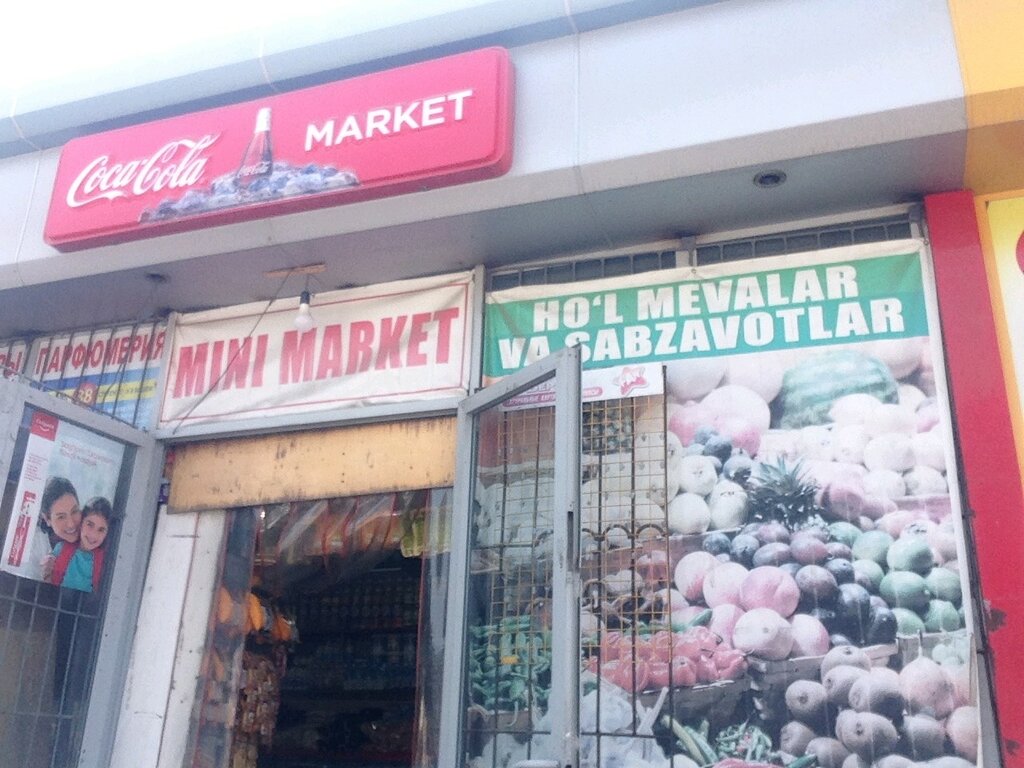 Coca-Cola MARKET
ПАРФЮМЕРИЯ
MINI MARKET
HO‘L MEVALAR
VA SABZAVOTLAR